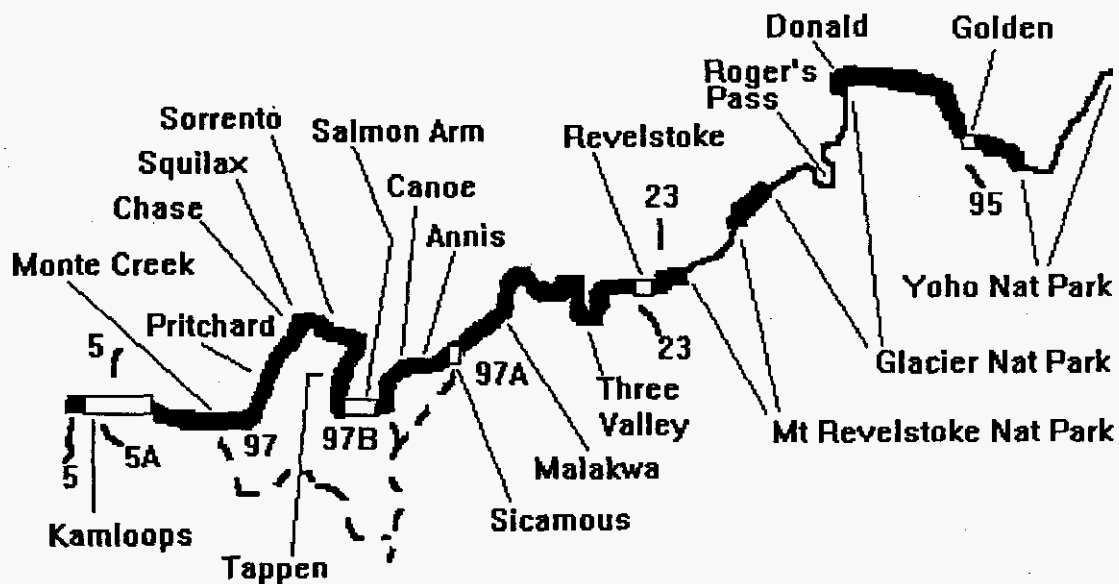 Donald
Golden
Roger's
Pass
Sorrento
Salmon Arm
Revelstoke
Squilax
Canoe
23
95
Chase
Annis
Monte Creek
Yoho Nat Park
Pritchard
5
23
97A
Glacier Nat Park
Three
Valley
97
97B
Mt Revelstoke Nat Park
5A
5
Malakwa
Kamloops
Sicamous
Tappen